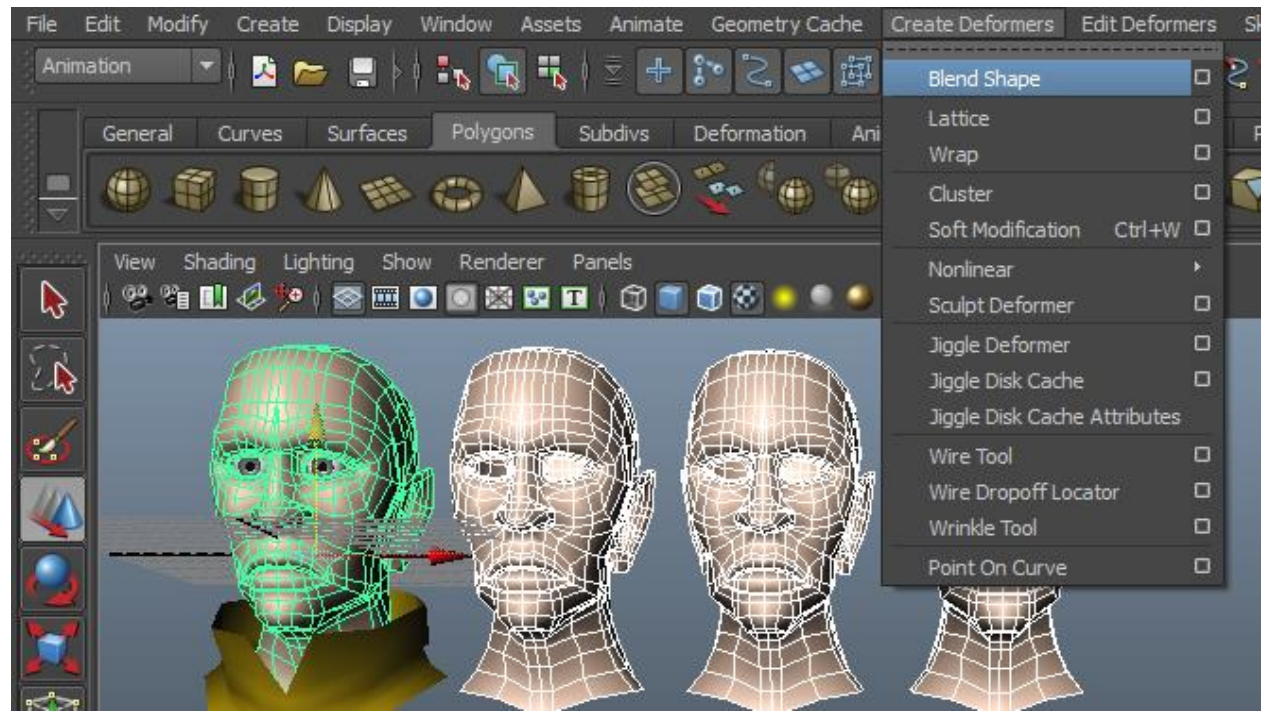 File Edit Modify Create Display Window Assets Animate Geometry Cache Create Deformers Edit Deformers
Animation
General Curves Surfaces Polygons Subdivs Deformation
View Shading Lighting Show Renderer Panels
Blend Shape
Lattice
Wrap
Cluster
Soft Modification Ctrl+W
Nonlinear
Sculpt Deformer
Jiggle Deformer
Jiggle Disk Cache
Jiggle Disk Cache Attributes
Wire Tool
Wire Dropoff Locator
Wrinkle Tool
Point On Curve